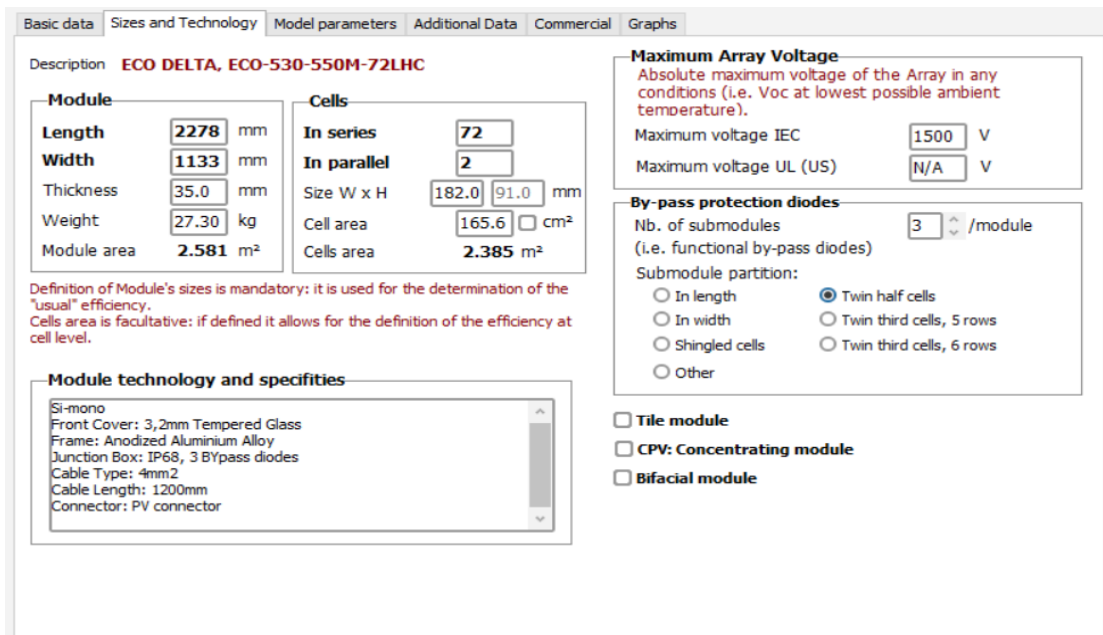 Basic data Sizes and Technology Model parameters Additional Data Commercial Graphs
Description ECO DELTA, ECO-530-550M-72LHC
Module
Length 2278 mm
Width 1133 mm
Thickness 35.0 mm
Weight 27.30 kg
Module area 2.581 m²
Cells
In series 72
In parallel 2
Size W x H 182.0 91.0 mm
Cell area 165.6 cm²
Cells area 2.385 m²
Definition of Module's sizes is mandatory: it is used for the determination of the
"usual" efficiency.
Cells area is facultative: if defined it allows for the definition of the efficiency at
cell level.
Module technology and specifities
Si-mono
Front Cover: 3,2mm Tempered Glass
Frame: Anodized Aluminium Alloy
Junction Box: IP68, 3 BYpass diodes
Cable Type: 4mm2
Cable Length: 1200mm
Connector: PV connector
Maximum Array Voltage
Absolute maximum voltage of the Array in any
conditions (i.e. Voc at lowest possible ambient
temperature).
Maximum voltage IEC 1500 V
Maximum voltage UL (US) N/A V
By-pass protection diodes
Nb. of submodules 3 /module
(i.e. functional by-pass diodes)
Submodule partition:
In length Twin half cells
In width Twin third cells, 5 rows
Shingled cells Twin third cells, 6 rows
Other
Tile module
CPV: Concentrating module
Bifacial module